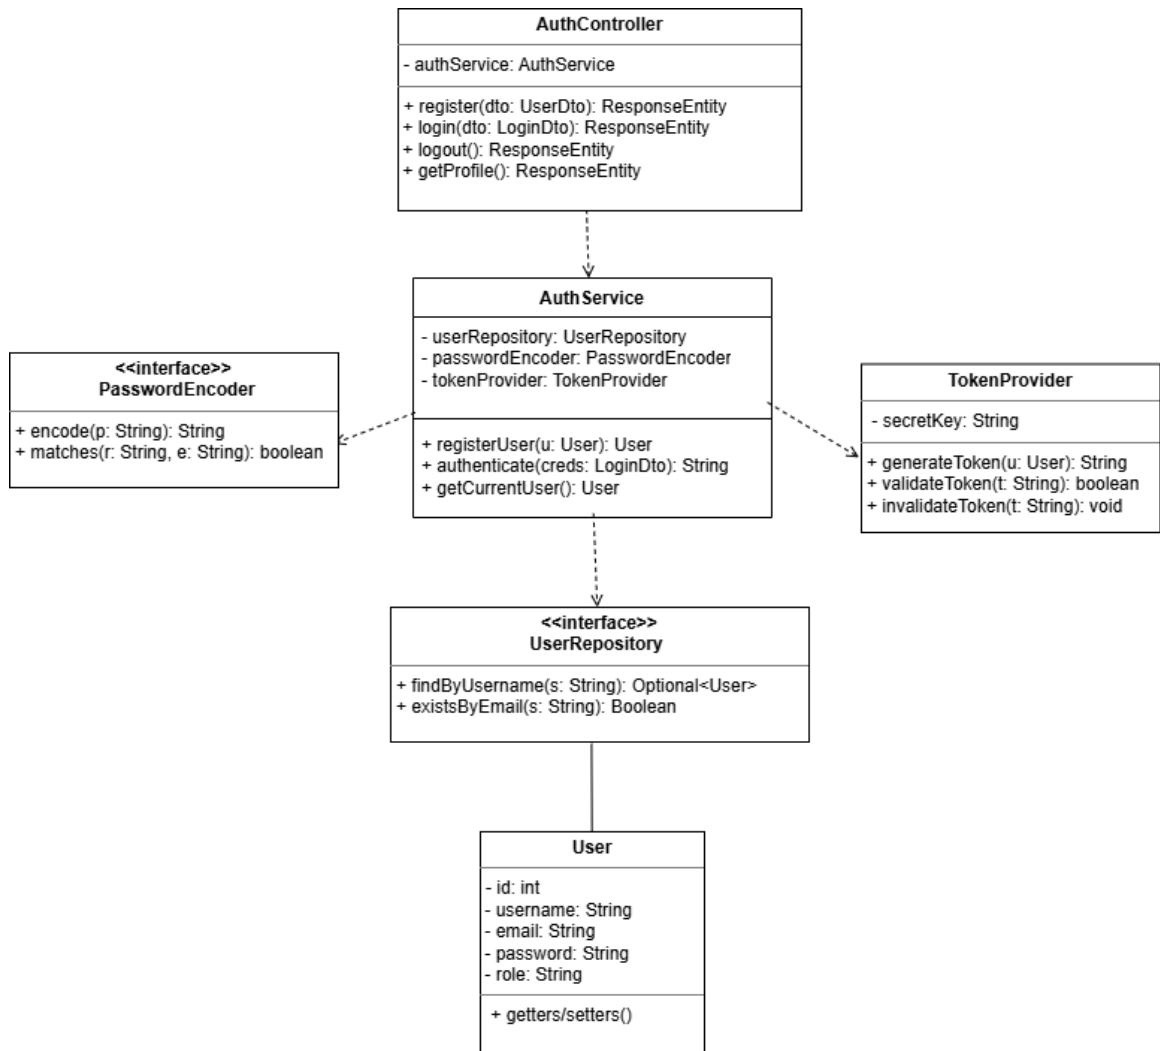 AuthController
- authService: AuthService
+ register(dto: UserDto): ResponseEntity
+ login(dto: LoginDto): ResponseEntity
+ logout(): ResponseEntity
+ getProfile(): ResponseEntity
AuthService
- userRepository: UserRepository
- passwordEncoder: PasswordEncoder
- tokenProvider: TokenProvider
+ registerUser(u: User): User
+ authenticate(creds: LoginDto): String
+ getCurrentUser(): User
<<interface>>
PasswordEncoder
+ encode(p: String): String
+ matches(r: String, e: String): boolean
TokenProvider
- secretKey: String
+ generateToken(u: User): String
+ validateToken(t: String): boolean
+ invalidateToken(t: String): void
<<interface>>
UserRepository
+ findByUsername(s: String): Optional<User>
+ existsByEmail(s: String): Boolean
User
- id: int
- username: String
- email: String
- password: String
- role: String
+ getters/setters()